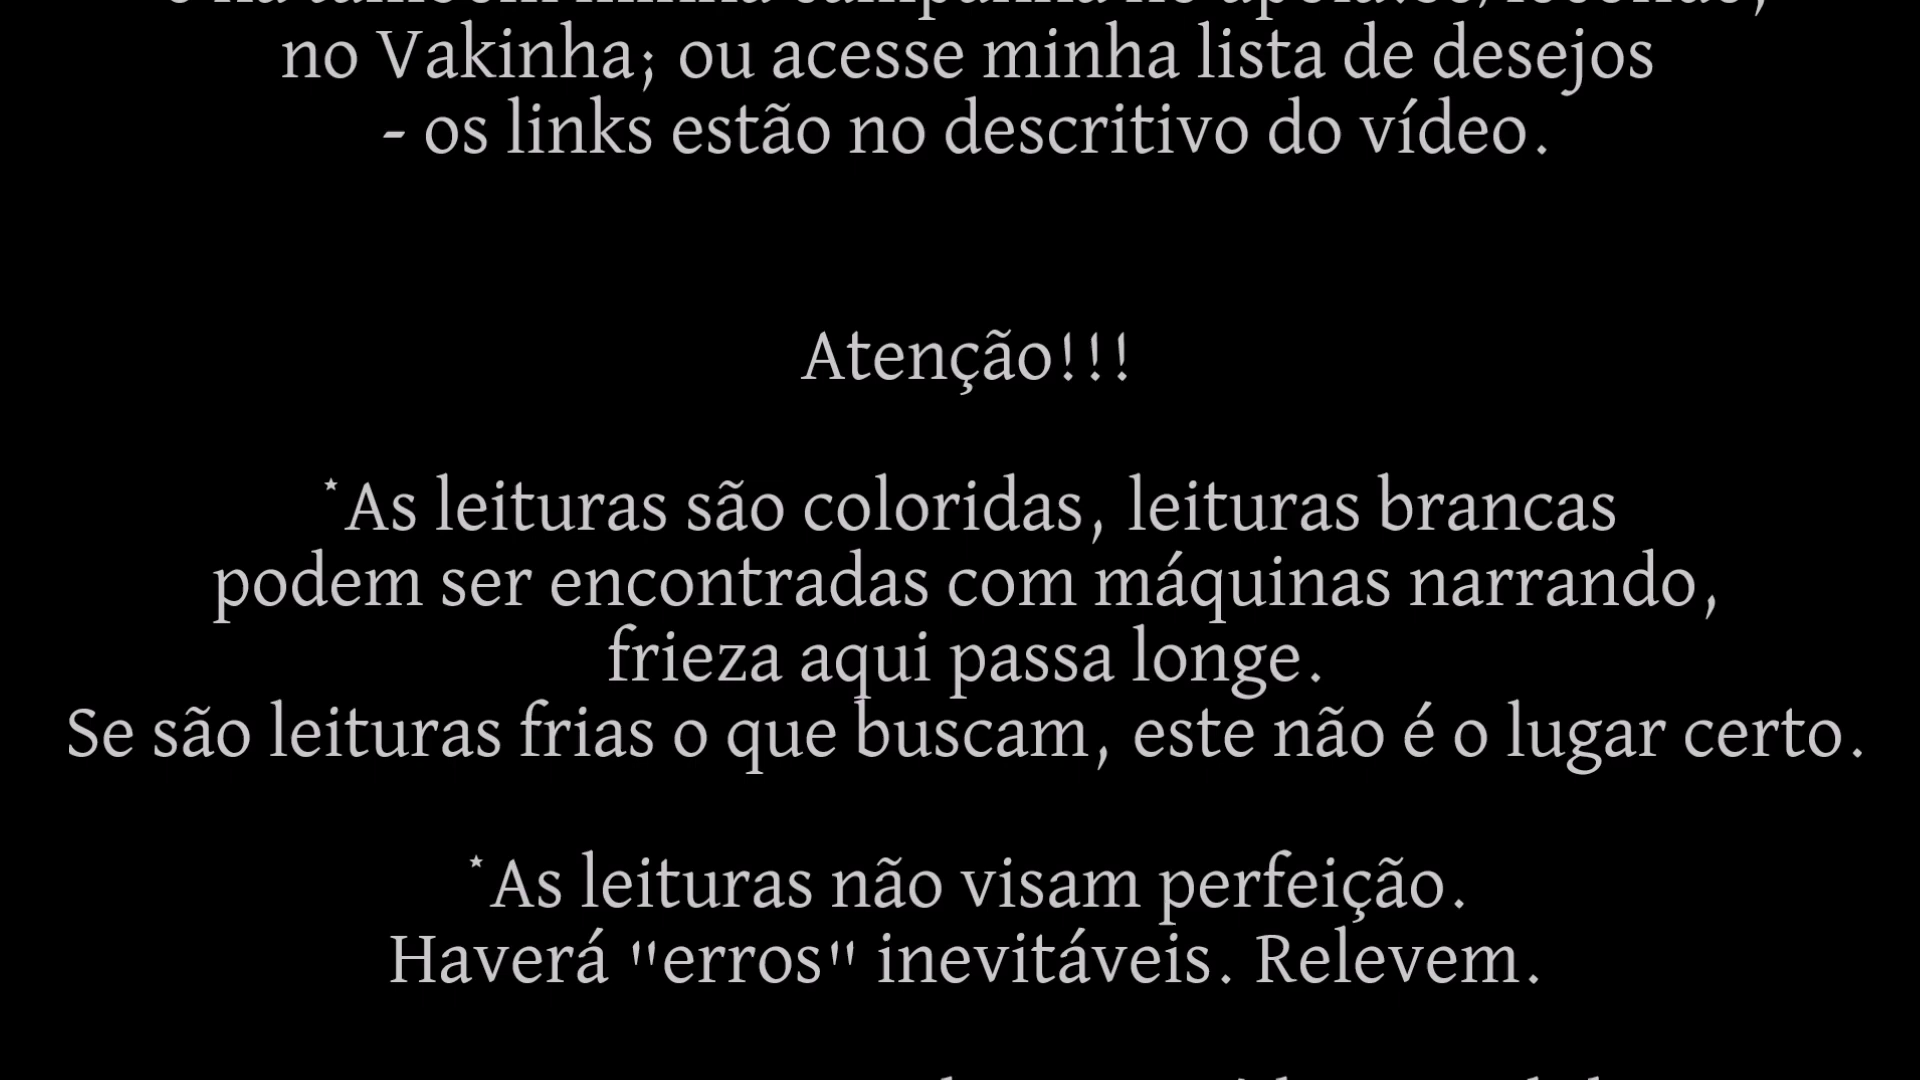 no Vakinha; ou acesse minha lista de desejos
- os links estão no descritivo do vídeo.
Atenção!!!
*As leituras são coloridas, leituras brancas
podem ser encontradas com máquinas narrando,
frieza aqui passa longe.
Se são leituras frias o que buscam, este não é o lugar certo.
*As leituras não visam perfeição.
Haverá "erros" inevitáveis. Relevem.